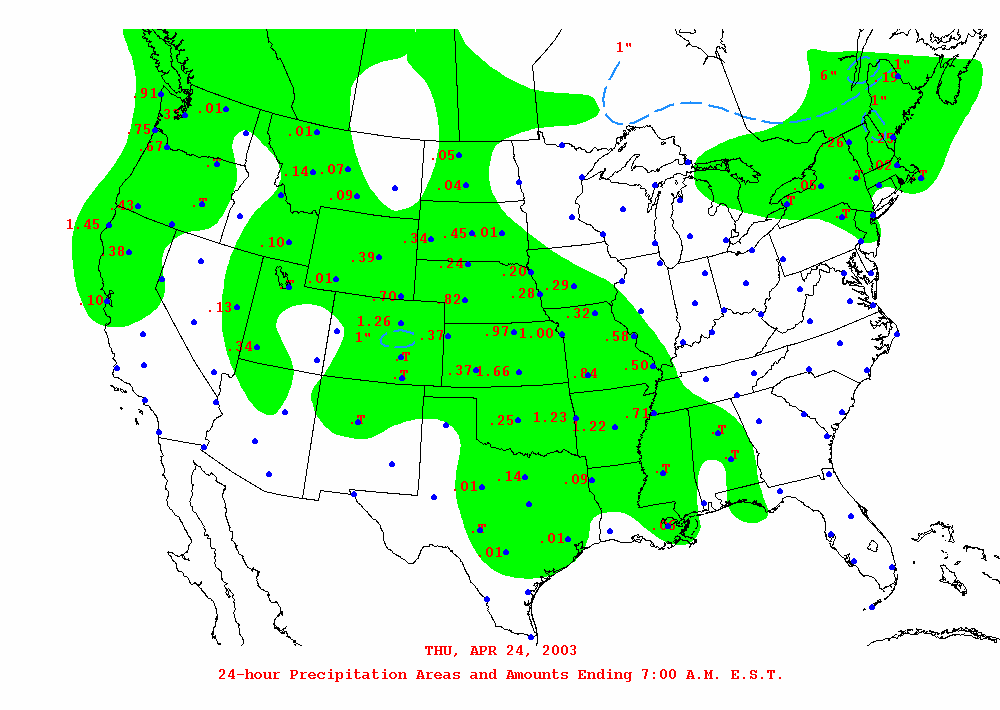 1"
6" 1"
.19
.91
.01 1"
.33
.75 .01
.25
.67 .26
.05
.T .02
.14 .07 .T .T
.04 .05
.09
.43 .T .T
.T
1.45
.34 .45 .01
.10
.38 .39
.24
.20
.T .01 .29
.28
.10 .70 .82
.13 .32
1.26
1" .37 .97 1.00 .58
.34
.T
.50
.37 1.66 .84
.T
.71
.T .25 1.23
1.22
.T
.T
.T
.14
.01 .09
.T .06
.01
.01
THU, APR 24, 2003
24-hour Precipitation Areas and Amounts Ending 7:00 A.M. E.S.T.